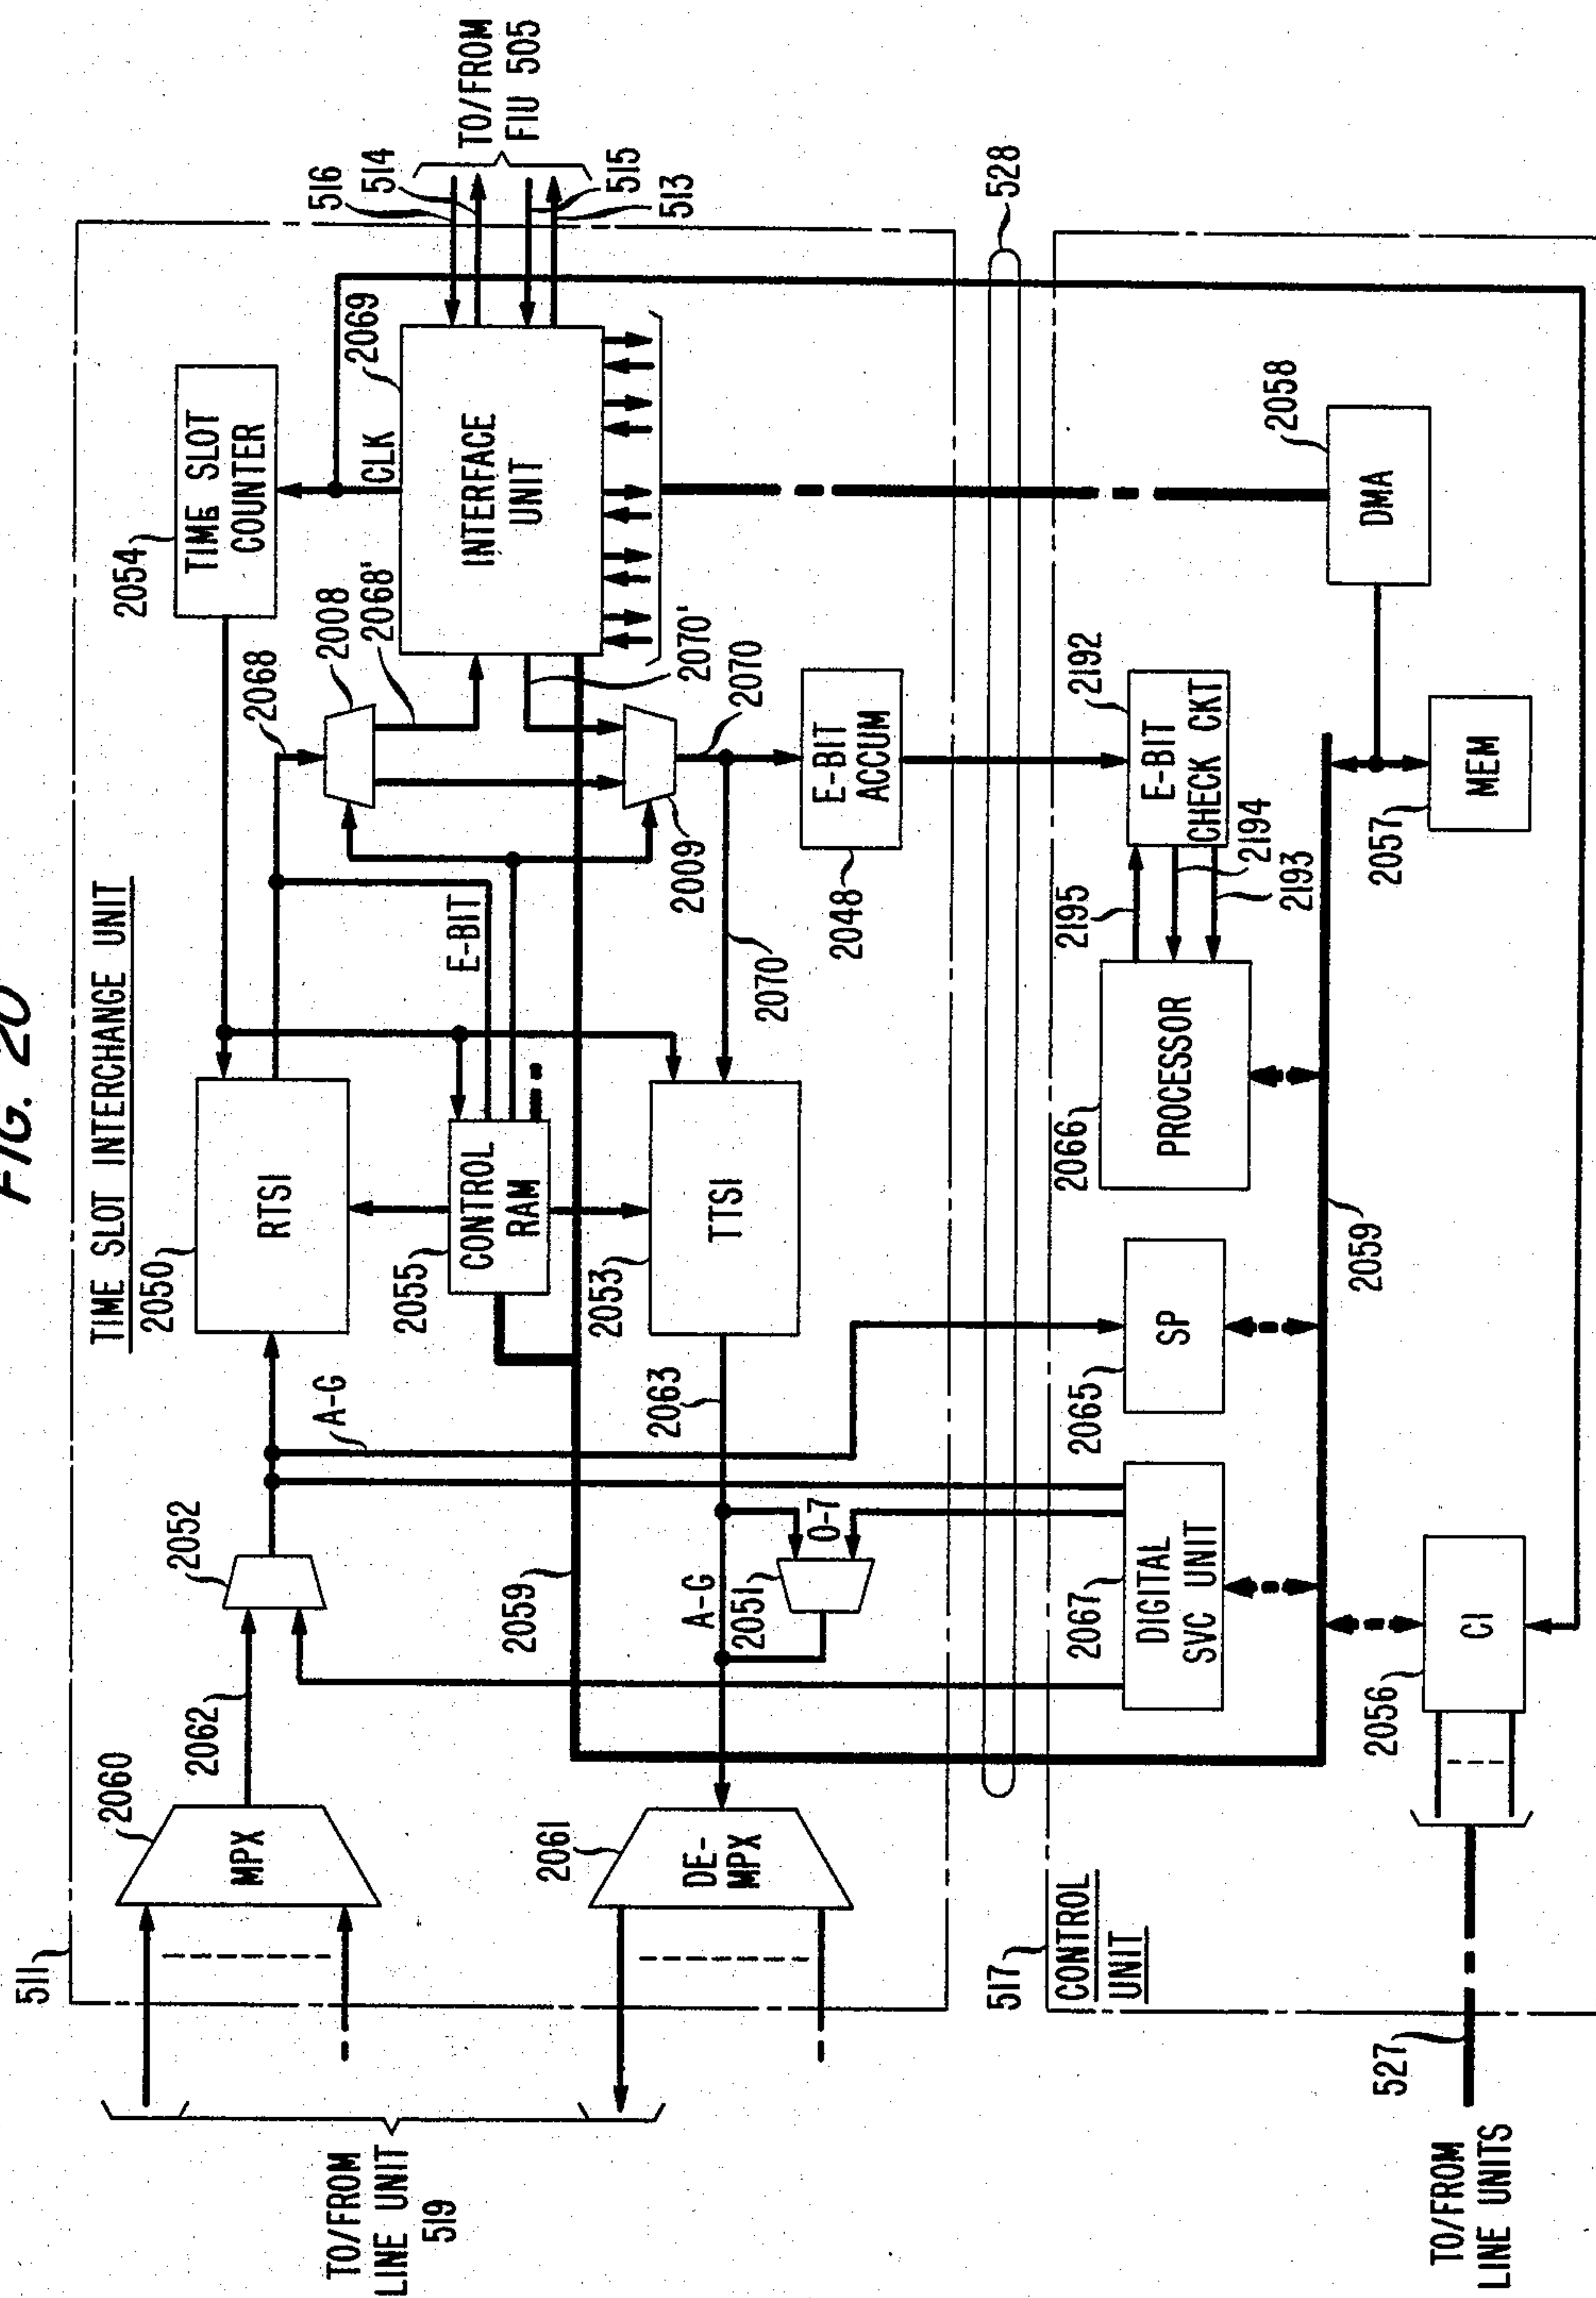 FIG. 20
TIME SLOT INTERCHANGE UNIT
511
TO/FROM
LINE UNIT
519
2060
MPX
2062
2052
A-G
2050
RTSI
2068
2054
TIME SLOT
COUNTER
2008
2068'
CLK
2069
INTERFACE
UNIT
516
514
TO/FROM
FIU 505
515
513
2055
CONTROL
RAM
E-BIT
2061
DE-
MPX
2059
A-G
2051
0-7
2063
2053
TTSI
2070
2009
2070'
2070
2048
E-BIT
ACCUM
528
517
CONTROL
UNIT
2067
DIGITAL
SVC UNIT
2065
SP
2066
PROCESSOR
2195
2192
E-BIT
CHECK CKT
2194
2193
2059
2058
DMA
2057
MEM
527
TO/FROM
LINE UNITS
2056
CI